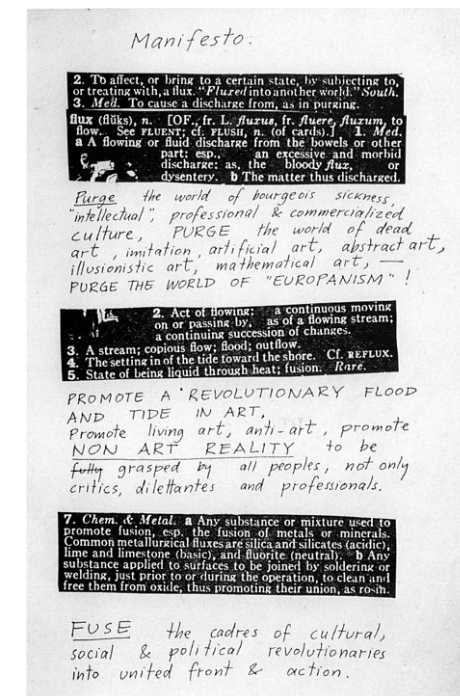 Manifesto.
2. To affect, or bring to a certain state, by subjecting to,
or treating with, a flux. "Fluxed into another world." South.
3. Med. To cause a discharge from, as in purging.
flux (flŭks), n. [OF., fr. L. fluxus, fr. fluere, fluxum, to
flow. See FLUENT; cf. FLUSH, n. (of cards).] 1. Med.
a A flowing or fluid discharge from the bowels or other
part; esp., an excessive and morbid
discharge; as, the bloody flux, or
dysentery. b The matter thus discharged.
Purge the world of bourgeois sickness,
"intellectual", professional & commercialized
culture, PURGE the world of dead
art, imitation, artificial art, abstract art,
illusionistic art, mathematical art, —
PURGE THE WORLD OF "EUROPANISM"!
2. Act of flowing: a continuous moving
on or passing by, as of a flowing stream;
a continuing succession of changes.
3. A stream; copious flow; flood; outflow.
4. The setting in of the tide toward the shore. Cf. REFLUX.
5. State of being liquid through heat; fusion. Rare.
PROMOTE A REVOLUTIONARY FLOOD
AND TIDE IN ART,
Promote living art, anti-art, promote
NON ART REALITY to be
fully grasped by all peoples, not only
critics, dilettantes and professionals.
7. Chem. & Metal. a Any substance or mixture used to
promote fusion, esp. the fusion of metals or minerals.
Common metallurgical fluxes are silica and silicates (acidic),
lime and limestone (basic), and fluorite (neutral). b Any
substance applied to surfaces to be joined by soldering or
welding, just prior to or during the operation, to clean and
free them from oxide, thus promoting their union, as rosin.
FUSE the cadres of cultural,
social & political revolutionaries
into united front & action.